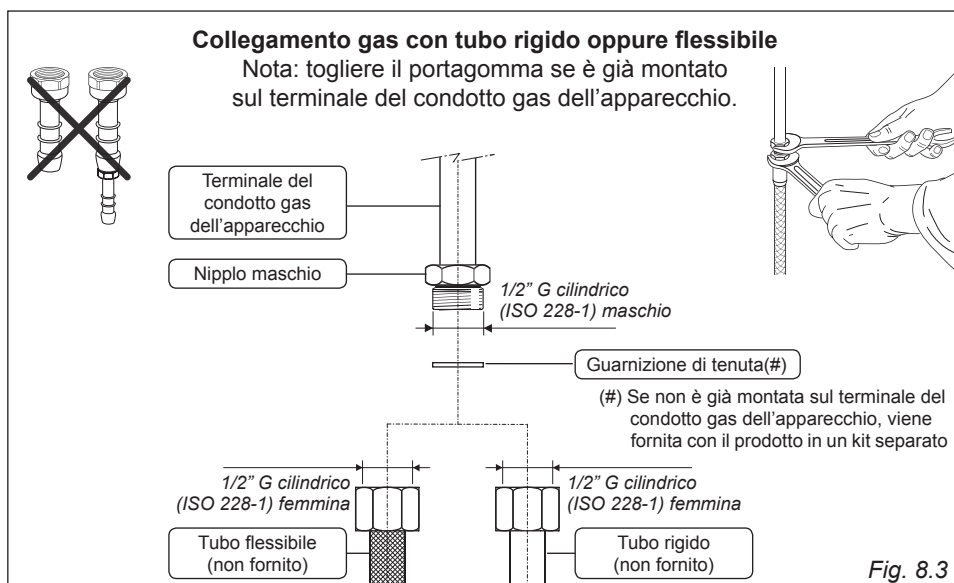 Collegamento gas con tubo rigido oppure flessibile
Nota: togliere il portagomma se è già montato
sul terminale del condotto gas dell’apparecchio.
Terminale del
condotto gas
dell’apparecchio
Nipplo maschio
1/2” G cilindrico
(ISO 228-1) maschio
Guarnizione di tenuta(#)
(#) Se non è già montata sul terminale del
condotto gas dell’apparecchio, viene
fornita con il prodotto in un kit separato
1/2” G cilindrico
(ISO 228-1) femmina
1/2” G cilindrico
(ISO 228-1) femmina
Tubo flessibile
(non fornito)
Tubo rigido
(non fornito)
Fig. 8.3